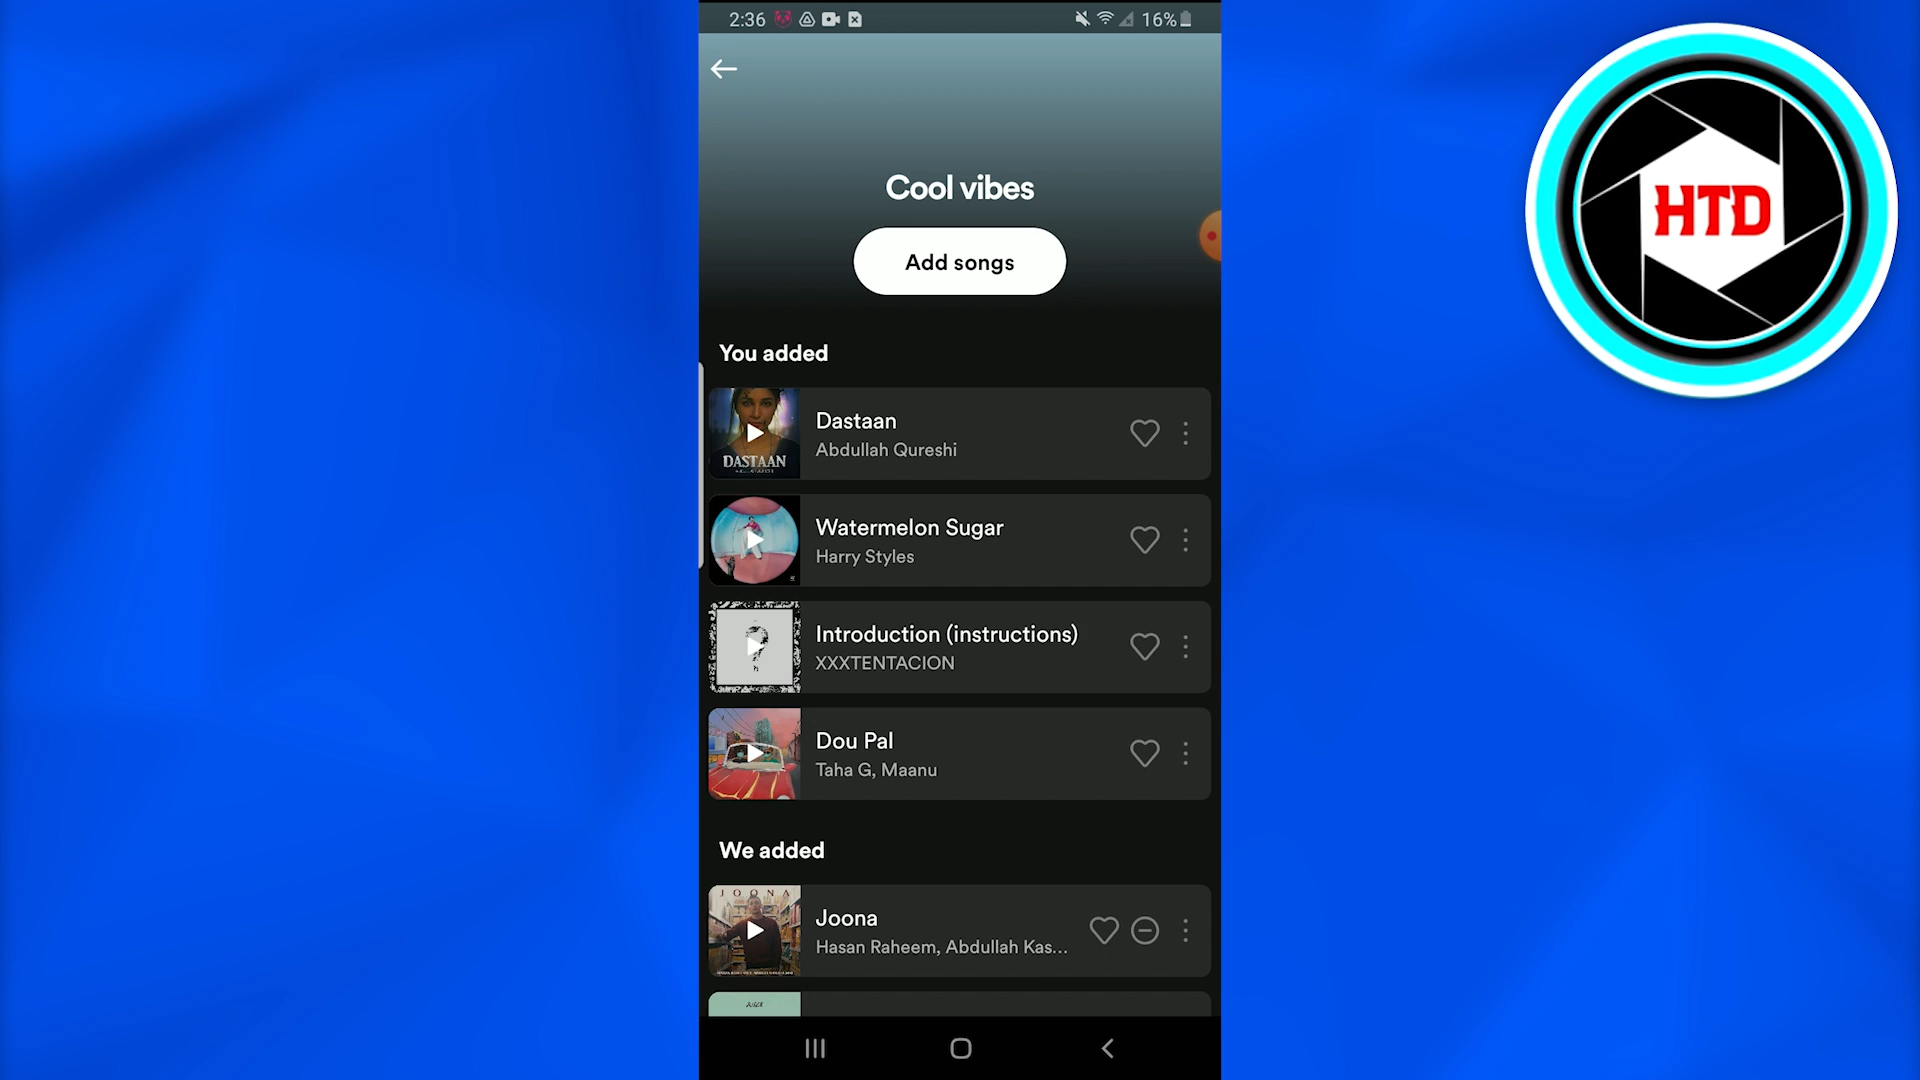 2:36
16%
HTD
Cool vibes
Add songs
You added
DASTAAN
Dastaan
Abdullah Qureshi
Watermelon Sugar
Harry Styles
?
Introduction (instructions)
XXXTENTACION
Dou Pal
Taha G, Maanu
We added
JOONA
Joona
Hasan Raheem, Abdullah Kas...